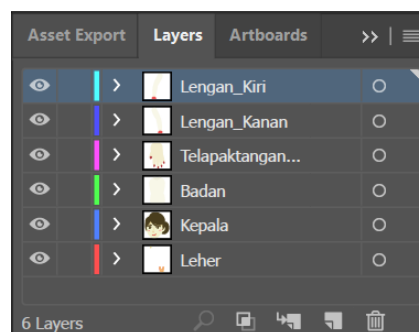 Asset Export Layers Artboards
Lengan_Kiri
Lengan_Kanan
Telapaktangan...
Badan
Kepala
Leher
6 Layers